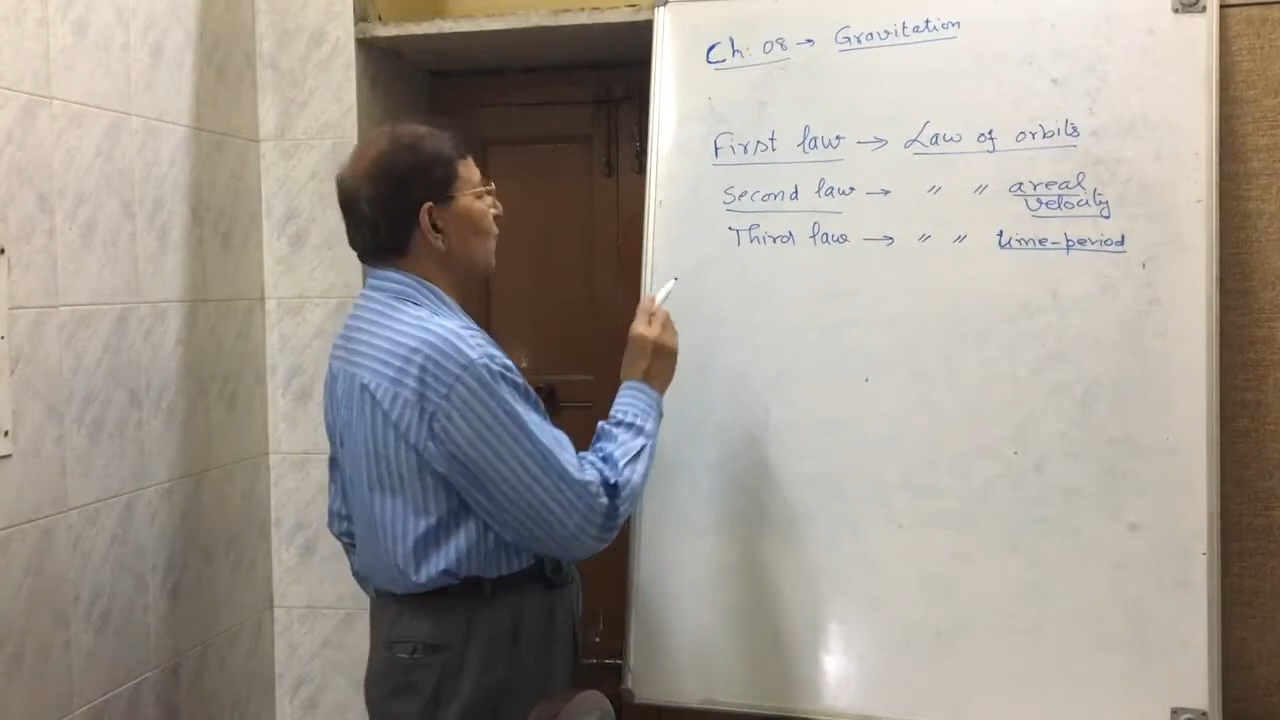 Ch: 08 → Gravitation
First law → Law of orbits
Second law → " " areal
velocity
Third law → " " time-period